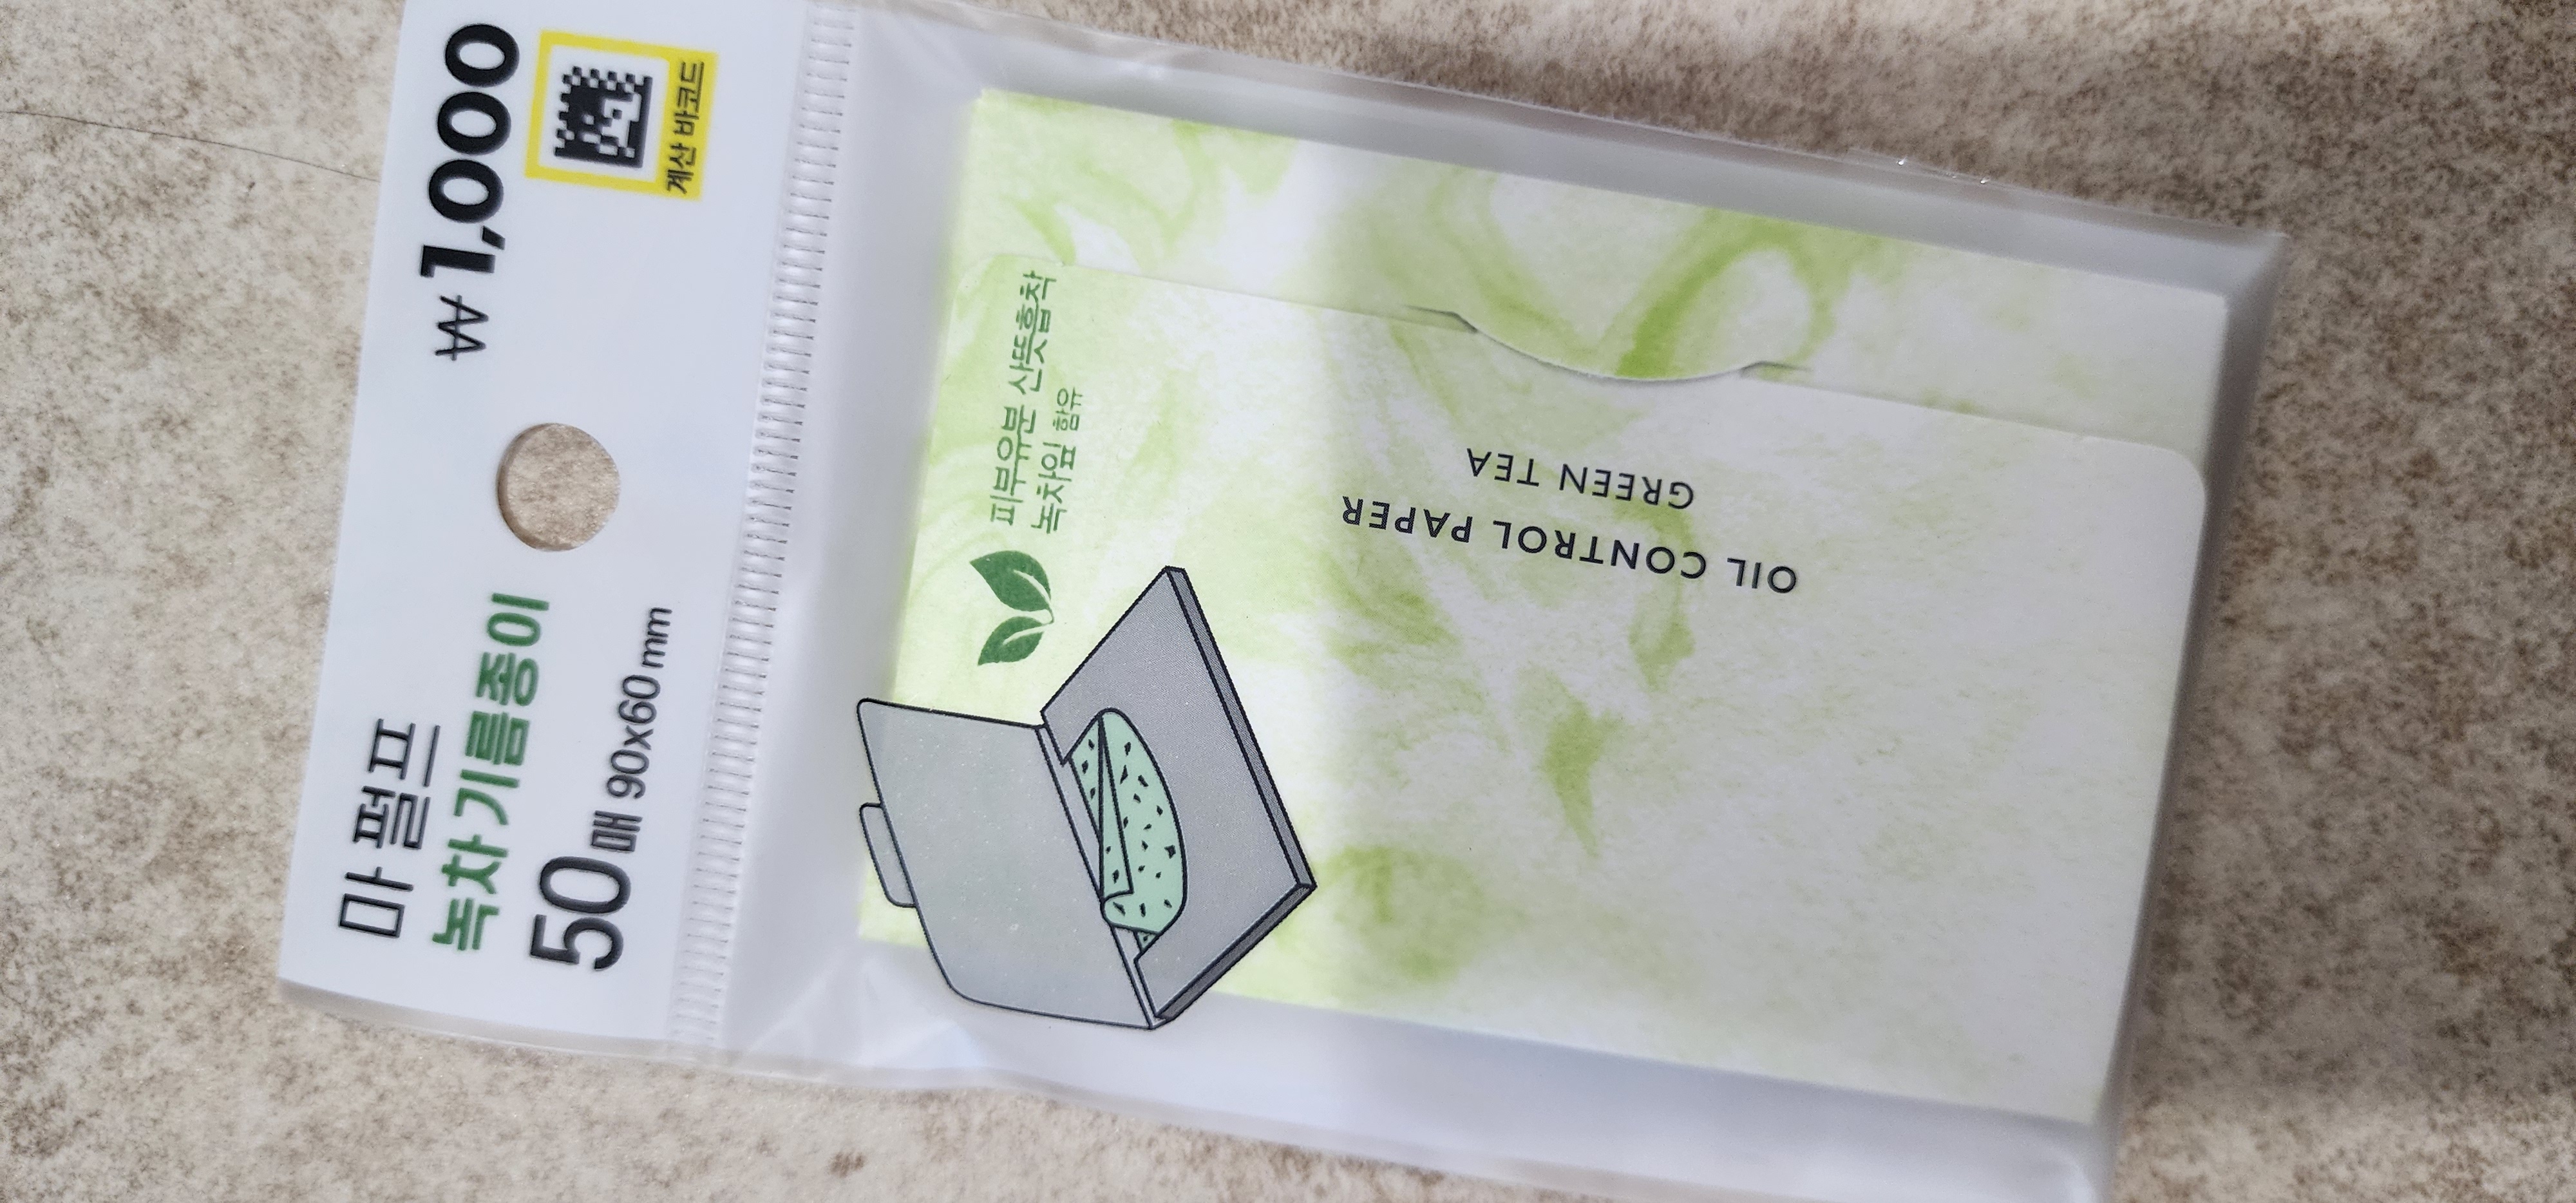 마 펄프
녹차기름종이
50매 90x60mm
₩1,000
계산 바코드
피부유분 산뜻흡착
녹차잎 함유
OIL CONTROL PAPER
GREEN TEA